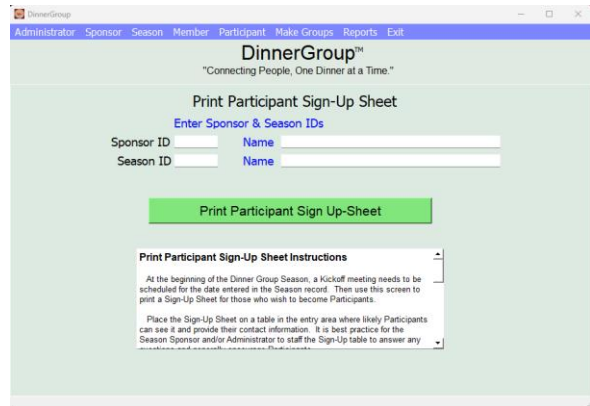 DinnerGroup
Administrator Sponsor Season Member Participant Make Groups Reports Exit
DinnerGroup™
"Connecting People, One Dinner at a Time."
Print Participant Sign-Up Sheet
Enter Sponsor & Season IDs
Sponsor ID Name
Season ID Name
Print Participant Sign Up-Sheet
Print Participant Sign-Up Sheet Instructions
At the beginning of the Dinner Group Season, a Kickoff meeting needs to be
scheduled for the date entered in the Season record. Then use this screen to
print a Sign-Up Sheet for those who wish to become Participants.
Place the Sign-Up Sheet on a table in the entry area where likely Participants
can see it and provide their contact information. It is best practice for the
Season Sponsor and/or Administrator to staff the Sign-Up table to answer any